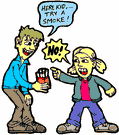 HERE KID,--
TRY A
SMOKE!
NO!